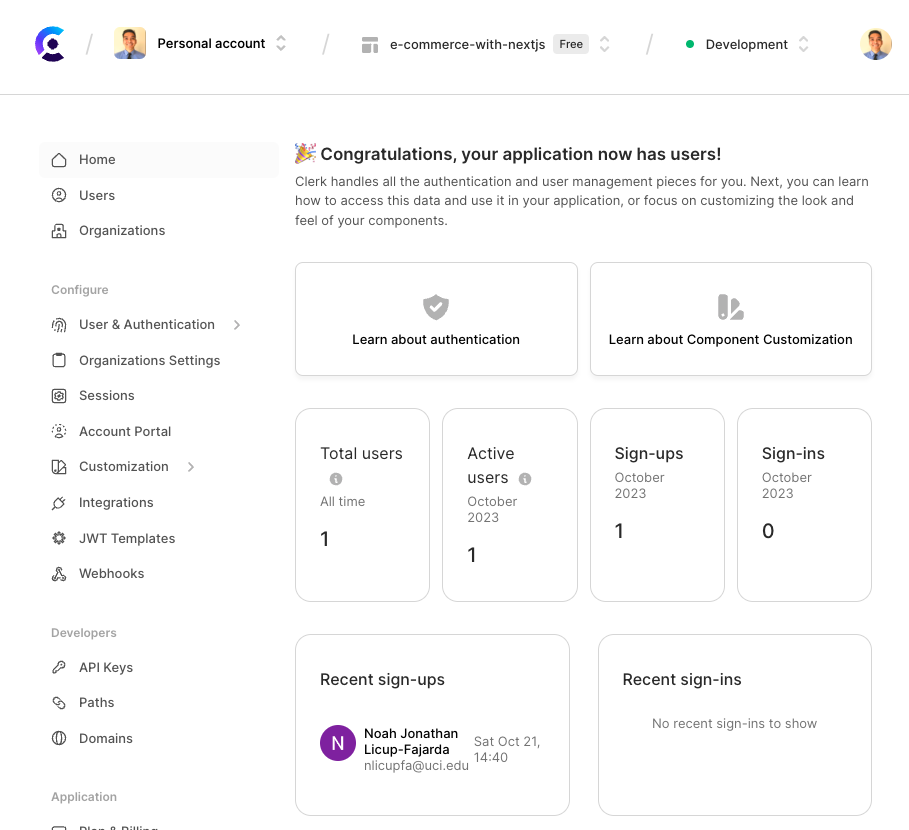 Personal account
e-commerce-with-nextjs Free
Development
Home
Users
Organizations
Configure
User & Authentication
Organizations Settings
Sessions
Account Portal
Customization
Integrations
JWT Templates
Webhooks
Developers
API Keys
Paths
Domains
Application
Plan & Billing
Congratulations, your application now has users!
Clerk handles all the authentication and user management pieces for you. Next, you can learn
how to access this data and use it in your application, or focus on customizing the look and
feel of your components.
Learn about authentication
Learn about Component Customization
Total users
All time
1
Active
users
October
2023
1
Sign-ups
October
2023
1
Sign-ins
October
2023
0
Recent sign-ups
N
Noah Jonathan
Licup-Fajarda
nlicupfa@uci.edu
Sat Oct 21,
14:40
Recent sign-ins
No recent sign-ins to show